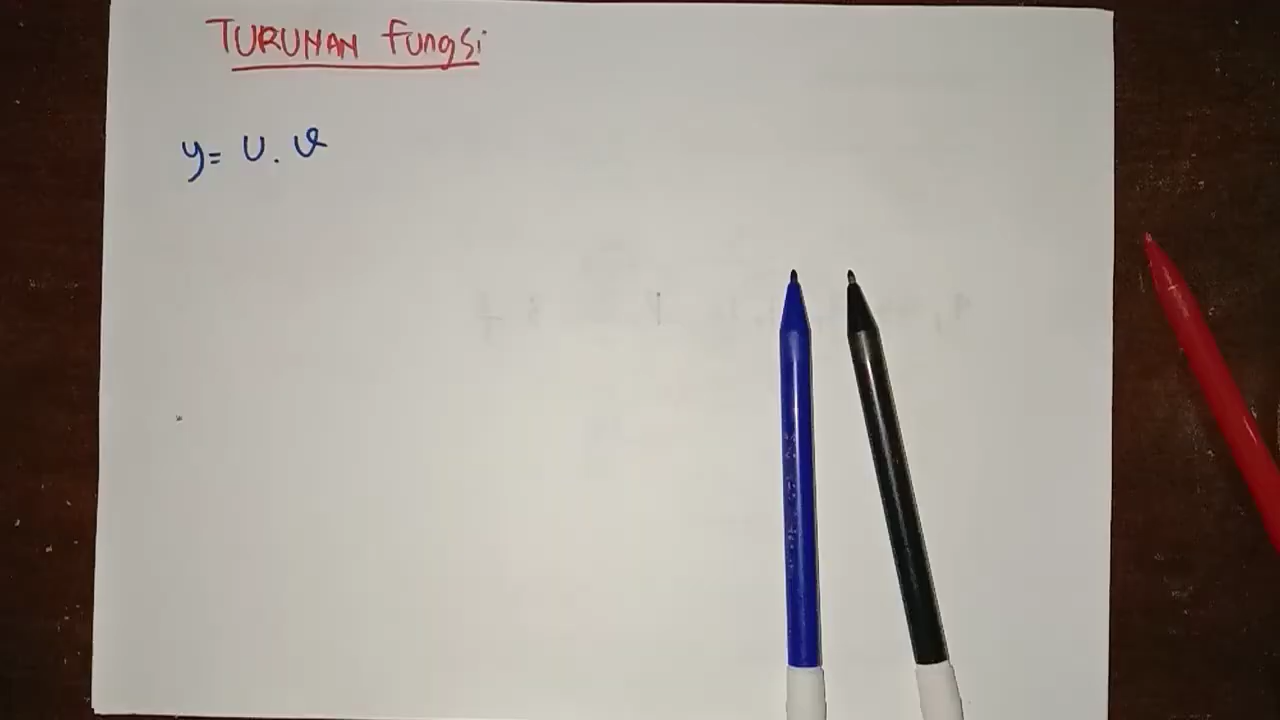 TURUNAN fungsi
y = U . v